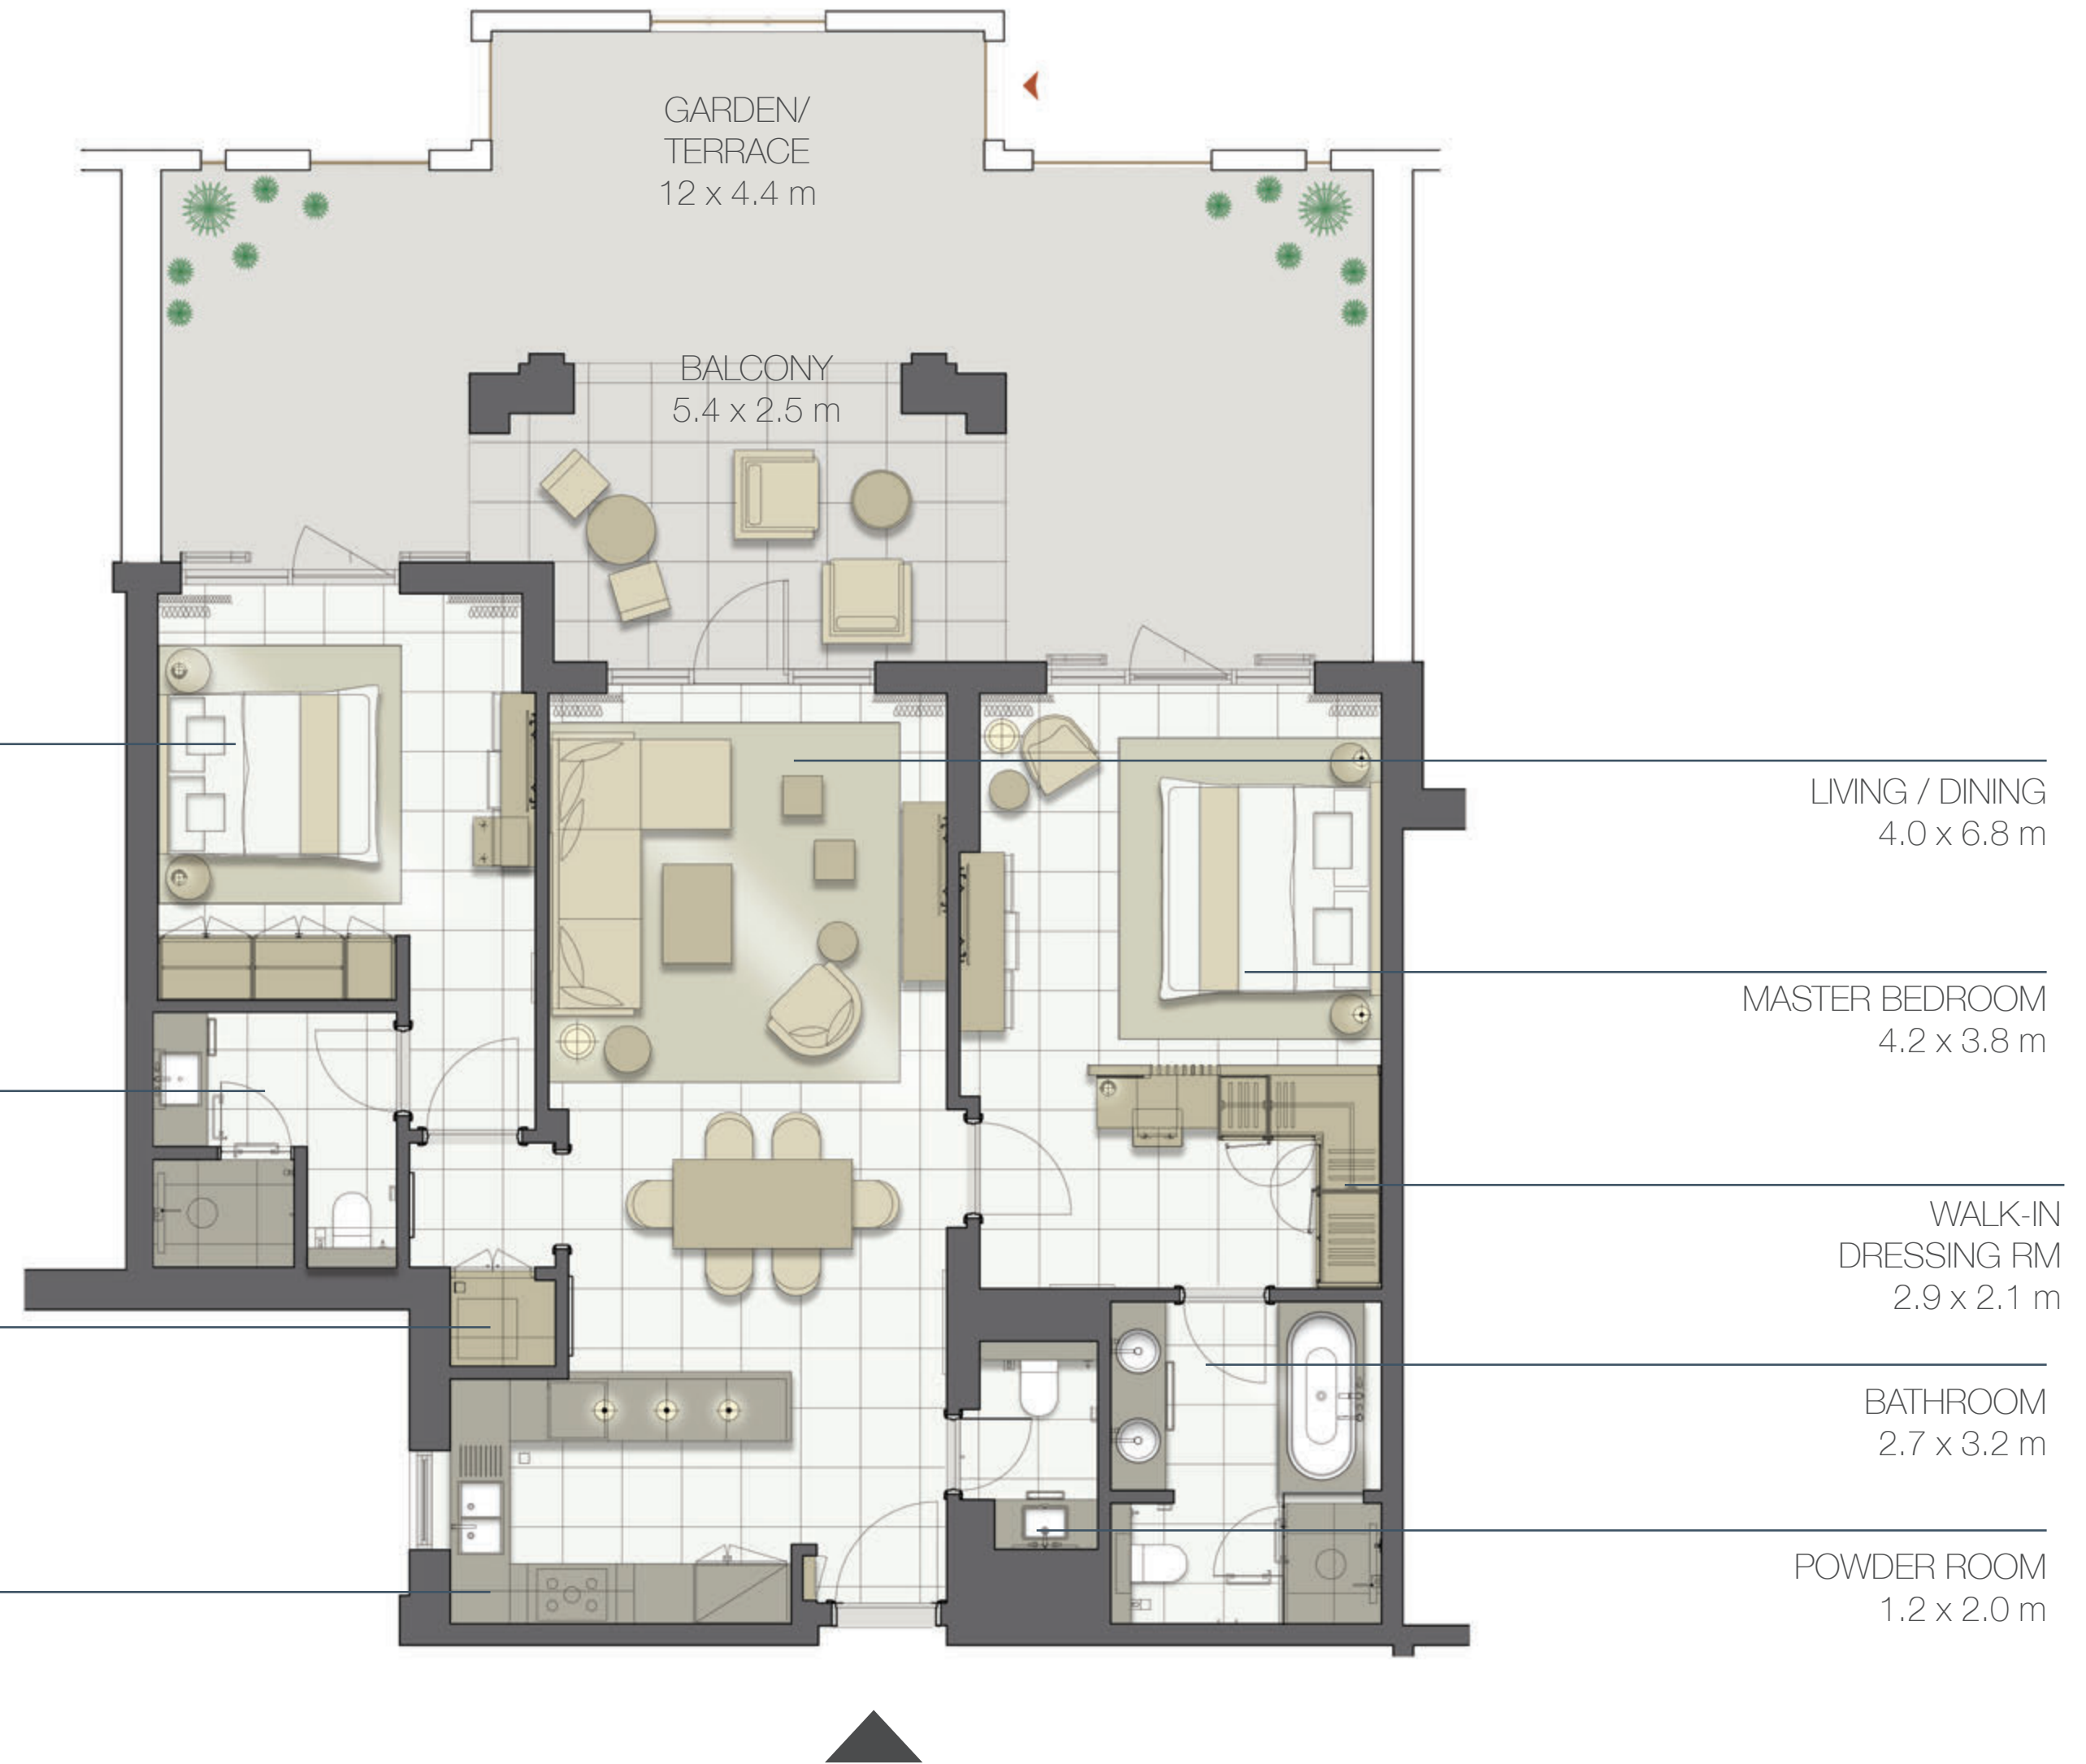 GARDEN/
TERRACE
12 x 4.4 m
BALCONY
5.4 x 2.5 m
LIVING / DINING
4.0 x 6.8 m
MASTER BEDROOM
4.2 x 3.8 m
WALK-IN
DRESSING RM
2.9 x 2.1 m
BATHROOM
2.7 x 3.2 m
POWDER ROOM
1.2 x 2.0 m